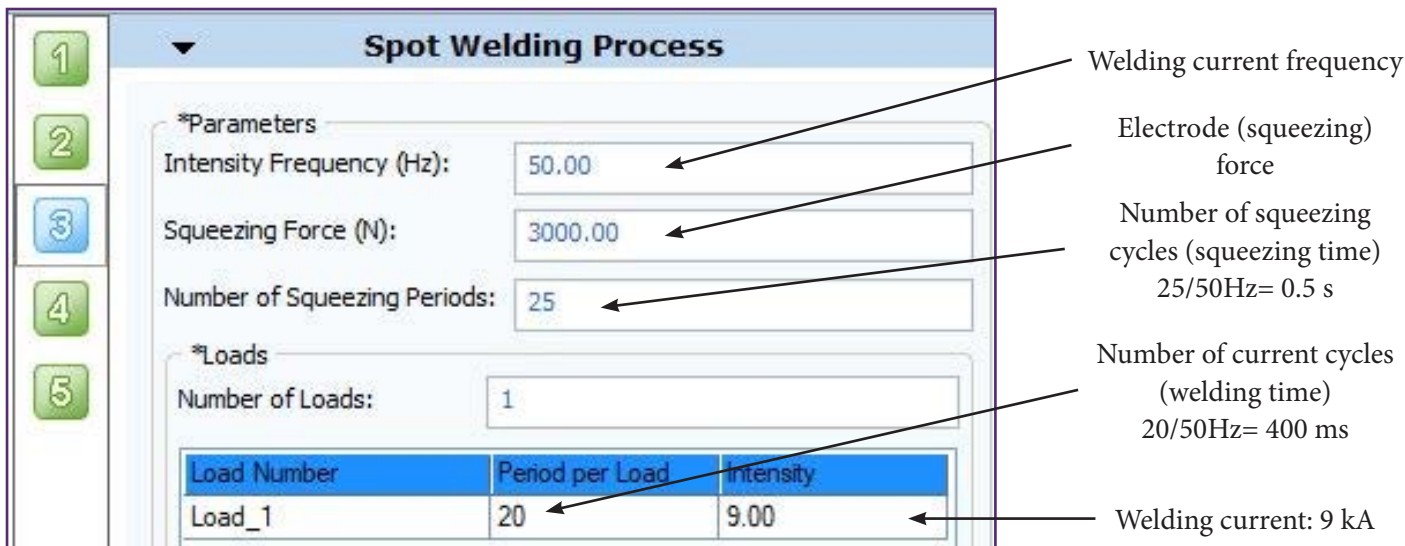 1
2
3
4
5
Spot Welding Process
*Parameters
Intensity Frequency (Hz):
50.00
Squeezing Force (N):
3000.00
Number of Squeezing Periods:
25
*Loads
Number of Loads:
1
Load Number Period per Load Intensity
Load_1 20 9.00
Welding current frequency
Electrode (squeezing)
force
Number of squeezing
cycles (squeezing time)
25/50Hz= 0.5 s
Number of current cycles
(welding time)
20/50Hz= 400 ms
Welding current: 9 kA